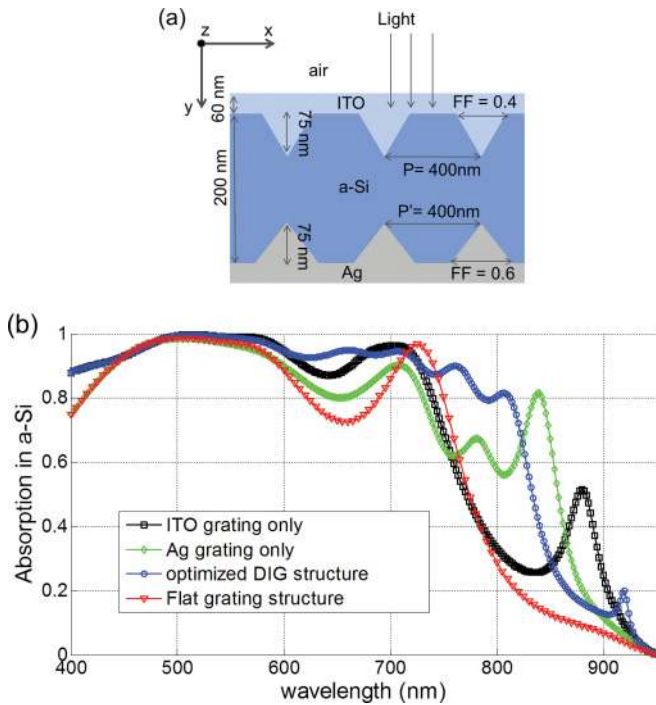 (a)
Light
z
x
y
air
60 nm
ITO
75 nm
FF = 0.4
200 nm
P= 400nm
a-Si
P'= 400nm
75 nm
Ag
FF = 0.6
(b)
Absorption in a-Si
1
0.8
0.6
0.4
0.2
0
ITO grating only
Ag grating only
optimized DIG structure
Flat grating structure
400 500 600 700 800 900
wavelength (nm)